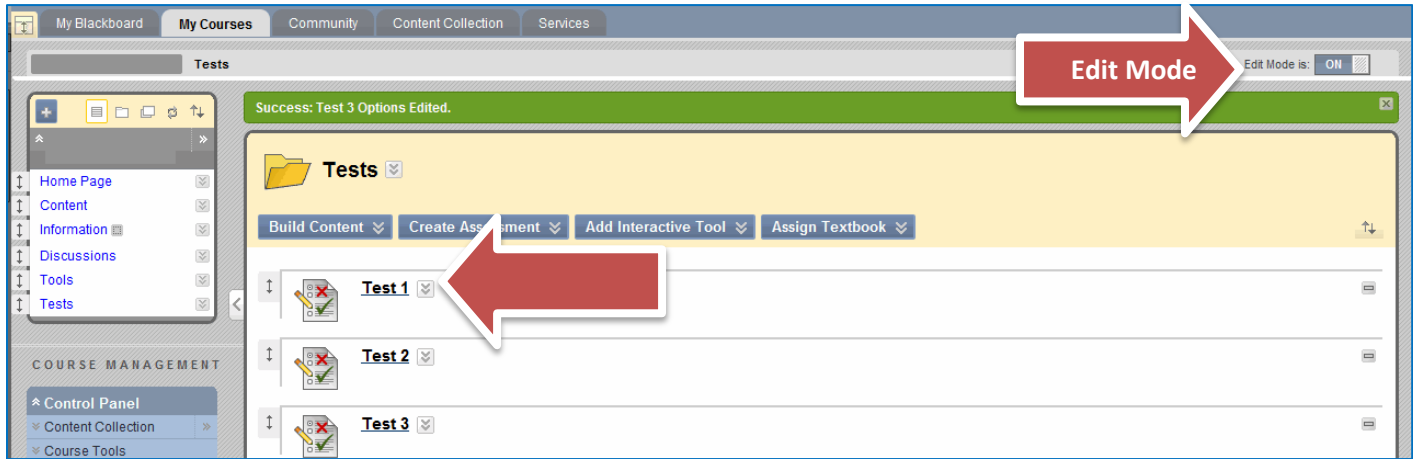 My Blackboard My Courses Community Content Collection Services
Tests
Edit Mode
Edit Mode is: ON
Success: Test 3 Options Edited.
Tests
Home Page
Content
Information
Discussions
Tools
Tests
Build Content Create Assessment Add Interactive Tool Assign Textbook
Test 1
Test 2
Test 3
COURSE MANAGEMENT
Control Panel
Content Collection
Course Tools